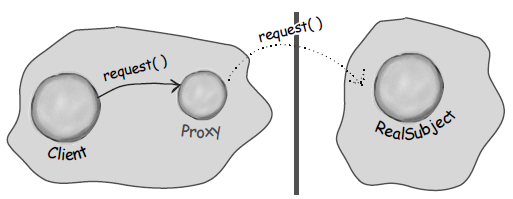 request( )
request( )
Client
Proxy
RealSubject